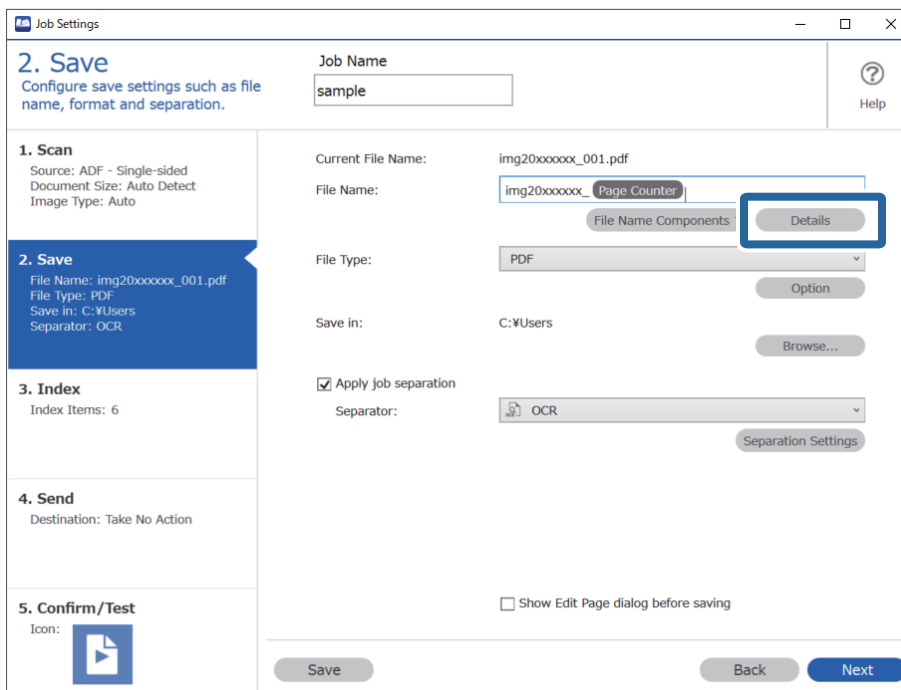 Job Settings
2. Save
Configure save settings such as file
name, format and separation.
Job Name
sample
Help
1. Scan
Source: ADF - Single-sided
Document Size: Auto Detect
Image Type: Auto
2. Save
File Name: img20xxxxxx_001.pdf
File Type: PDF
Save in: C:¥Users
Separator: OCR
3. Index
Index Items: 6
4. Send
Destination: Take No Action
5. Confirm/Test
Icon:
Current File Name: img20xxxxxx_001.pdf
File Name: img20xxxxxx_ Page Counter
File Name Components Details
File Type: PDF
Option
Save in: C:¥Users
Browse...
Apply job separation
Separator: OCR
Separation Settings
Show Edit Page dialog before saving
Save Back Next